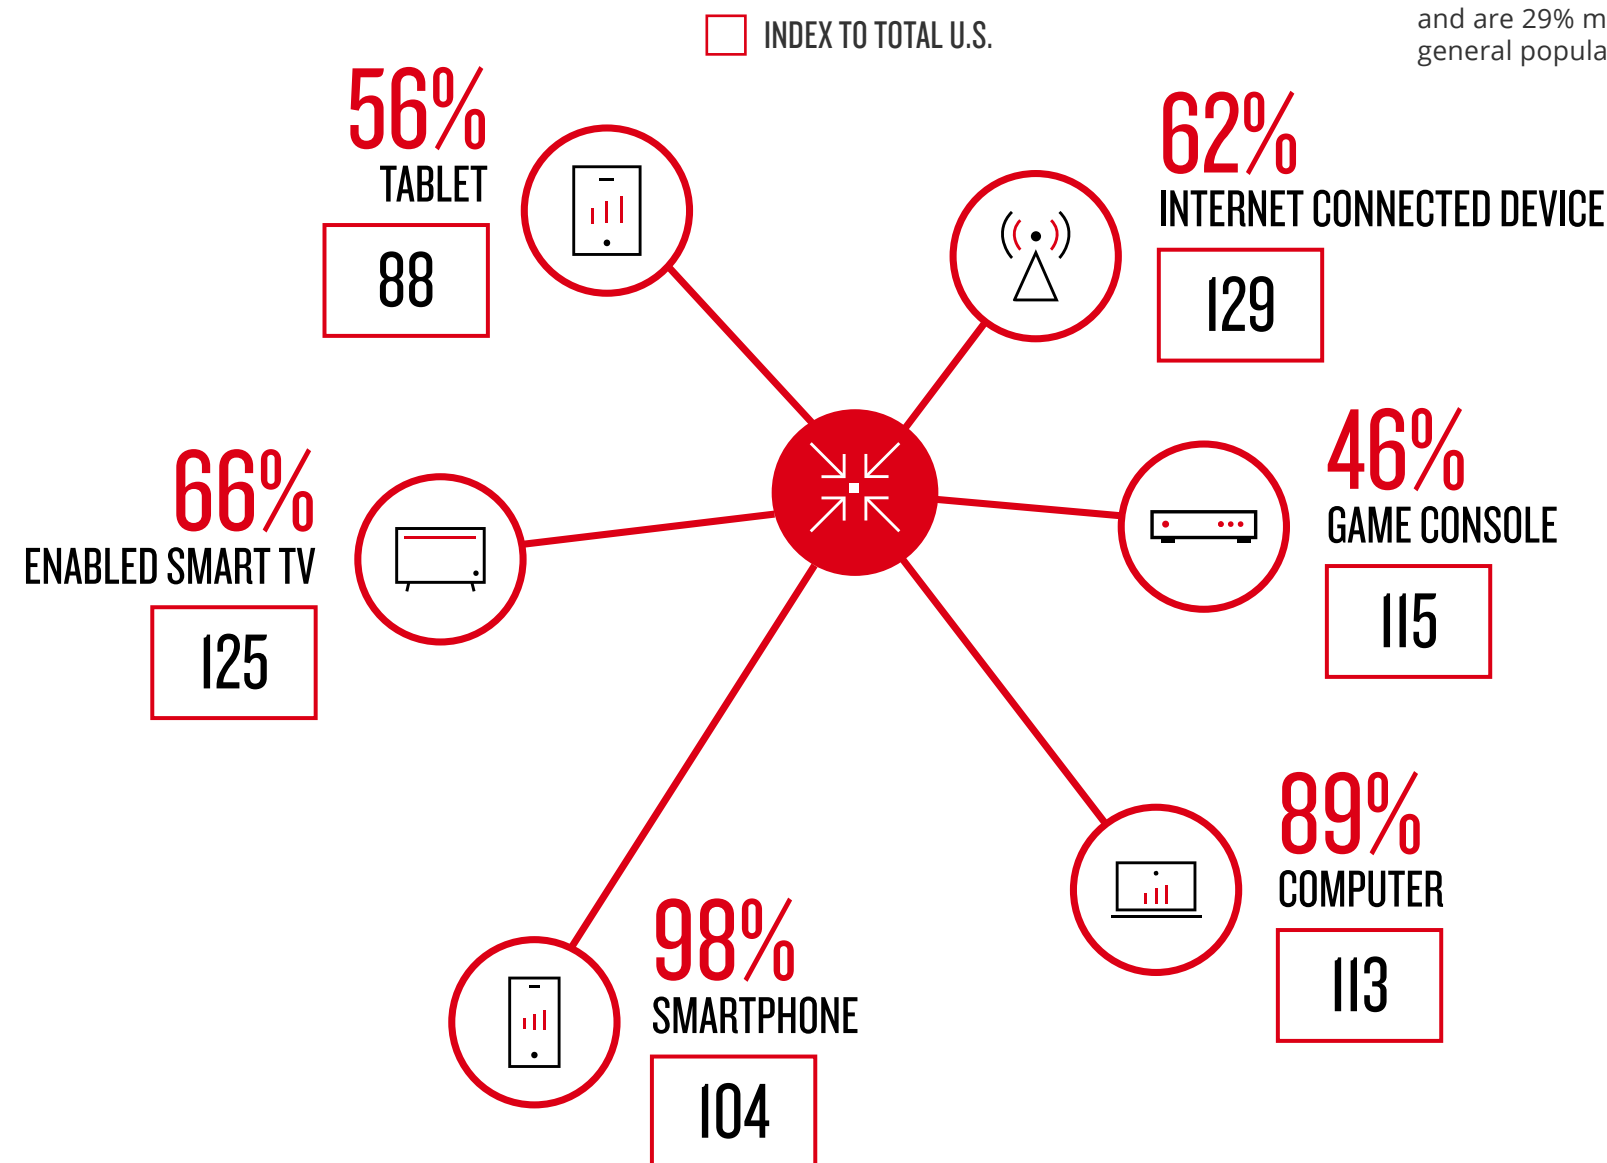 INDEX TO TOTAL U.S.
and are 29% m
general popula
56%
TABLET
88
62%
INTERNET CONNECTED DEVICE
129
66%
ENABLED SMART TV
125
46%
GAME CONSOLE
115
98%
SMARTPHONE
104
89%
COMPUTER
113